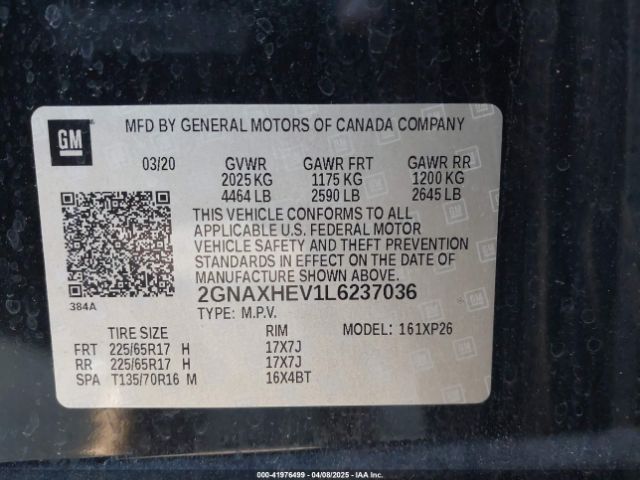 GM
MFD BY GENERAL MOTORS OF CANADA COMPANY
03/20 GVWR GAWR FRT GAWR RR
2025 KG 1175 KG 1200 KG
4464 LB 2590 LB 2645 LB
THIS VEHICLE CONFORMS TO ALL
APPLICABLE U.S. FEDERAL MOTOR
VEHICLE SAFETY AND THEFT PREVENTION
STANDARDS IN EFFECT ON THE DATE OF
MANUFACTURE SHOWN ABOVE.
384A 2GNAXHEV1L6237036
TYPE: M.P.V. MODEL: 161XP26
TIRE SIZE RIM
FRT 225/65R17 H 17X7J
RR 225/65R17 H 17X7J
SPA T135/70R16 M 16X4BT
000-41976499 - 04/08/2025 - IAA Inc.